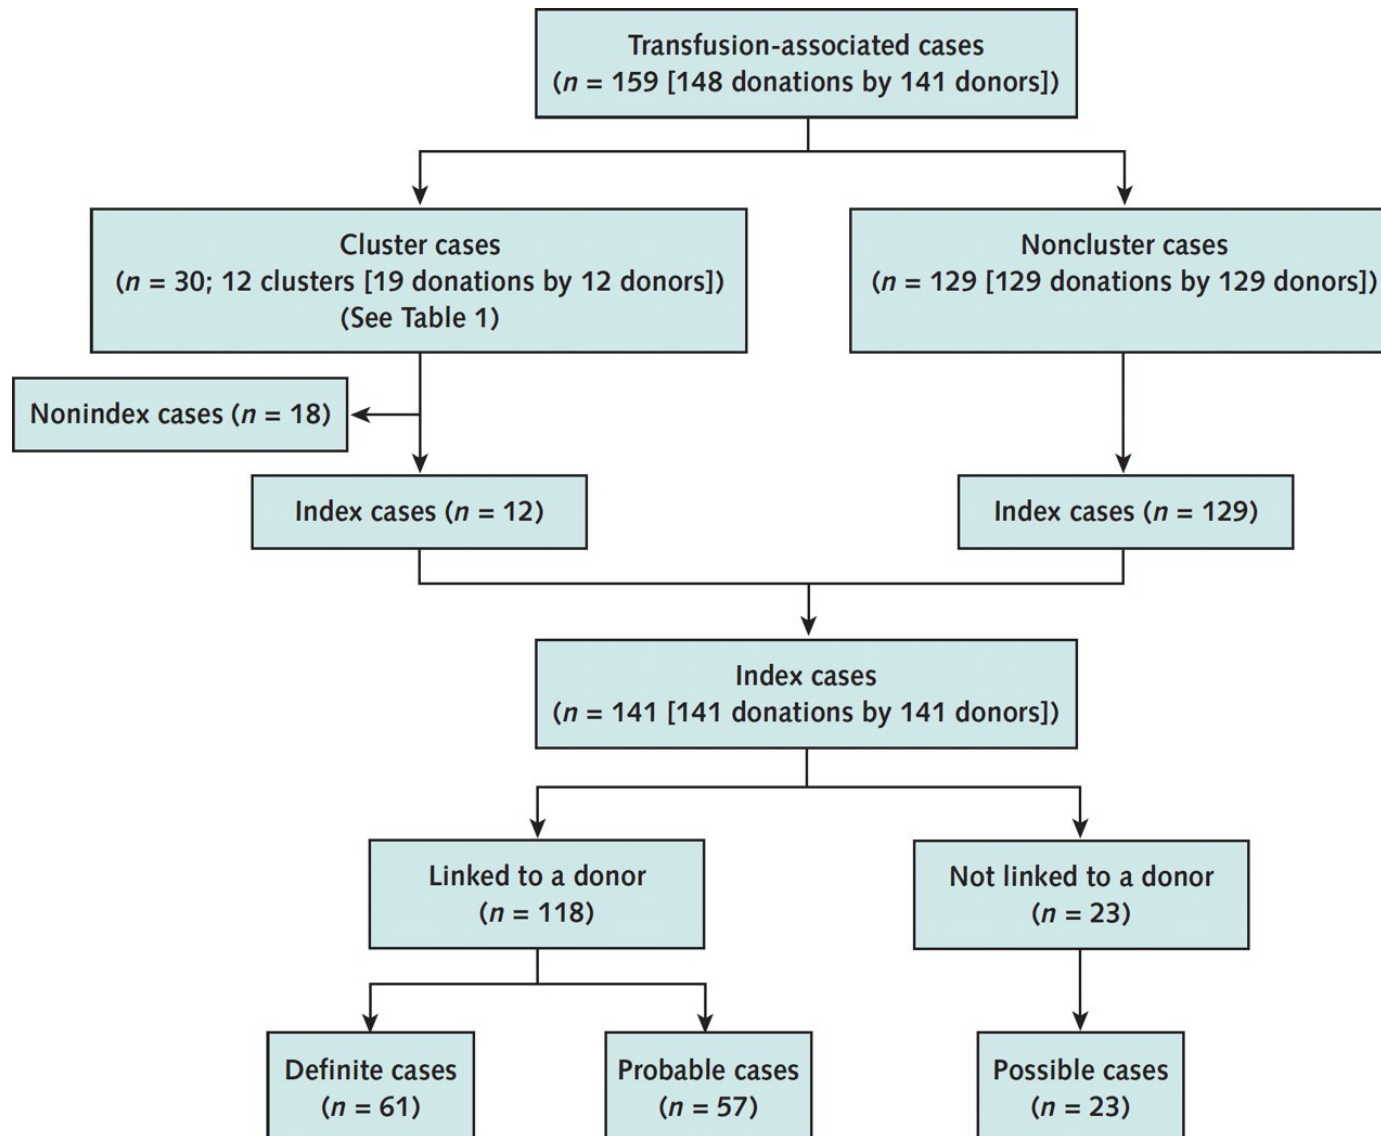 Transfusion-associated cases
(n = 159 [148 donations by 141 donors])
Cluster cases
(n = 30; 12 clusters [19 donations by 12 donors])
(See Table 1)
Noncluster cases
(n = 129 [129 donations by 129 donors])
Nonindex cases (n = 18)
Index cases (n = 12)
Index cases (n = 129)
Index cases
(n = 141 [141 donations by 141 donors])
Linked to a donor
(n = 118)
Not linked to a donor
(n = 23)
Definite cases
(n = 61)
Probable cases
(n = 57)
Possible cases
(n = 23)